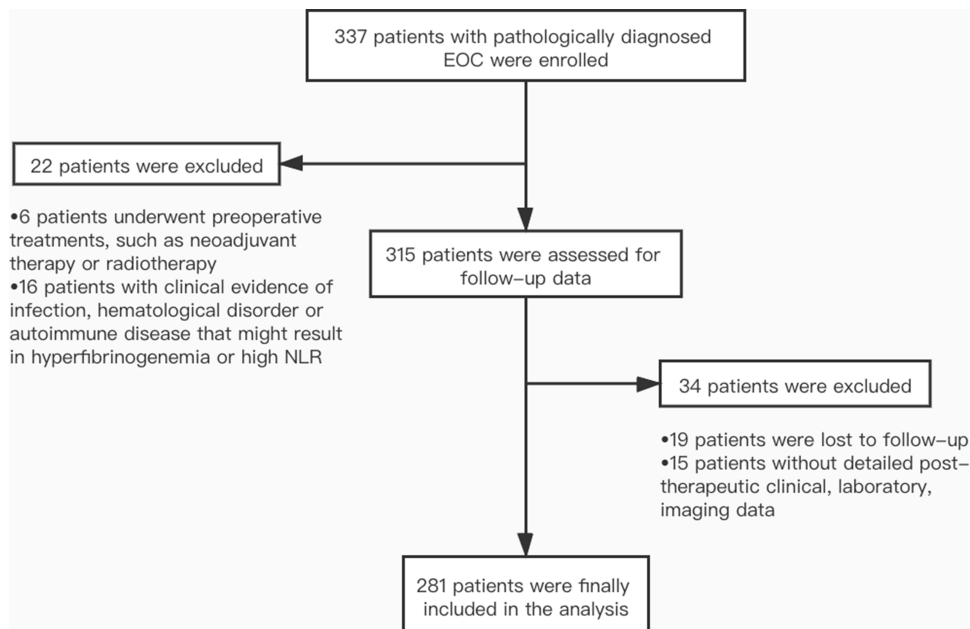 337 patients with pathologically diagnosed
EOC were enrolled
22 patients were excluded
•6 patients underwent preoperative
treatments, such as neoadjuvant
therapy or radiotherapy
•16 patients with clinical evidence of
infection, hematological disorder or
autoimmune disease that might result
in hyperfibrinogenemia or high NLR
315 patients were assessed for
follow–up data
34 patients were excluded
•19 patients were lost to follow–up
•15 patients without detailed post–
therapeutic clinical, laboratory,
imaging data
281 patients were finally
included in the analysis